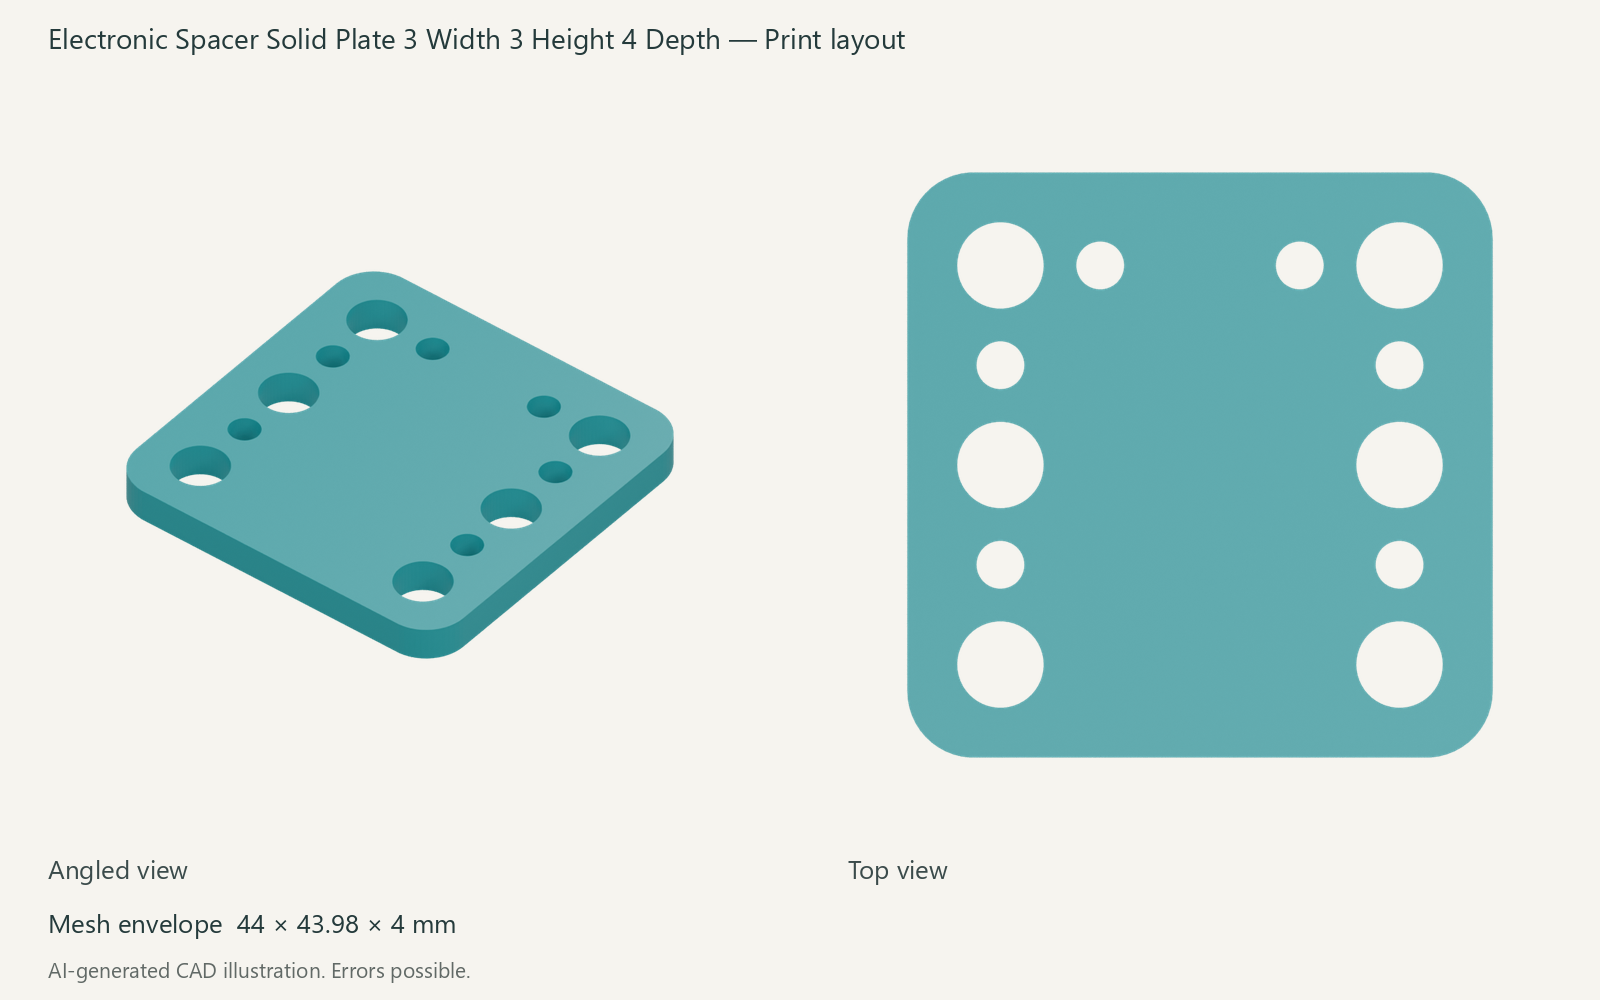 Electronic Spacer Solid Plate 3 Width 3 Height 4 Depth — Print layout
Angled view
Top view
Mesh envelope  44 × 43.98 × 4 mm
AI-generated CAD illustration. Errors possible.